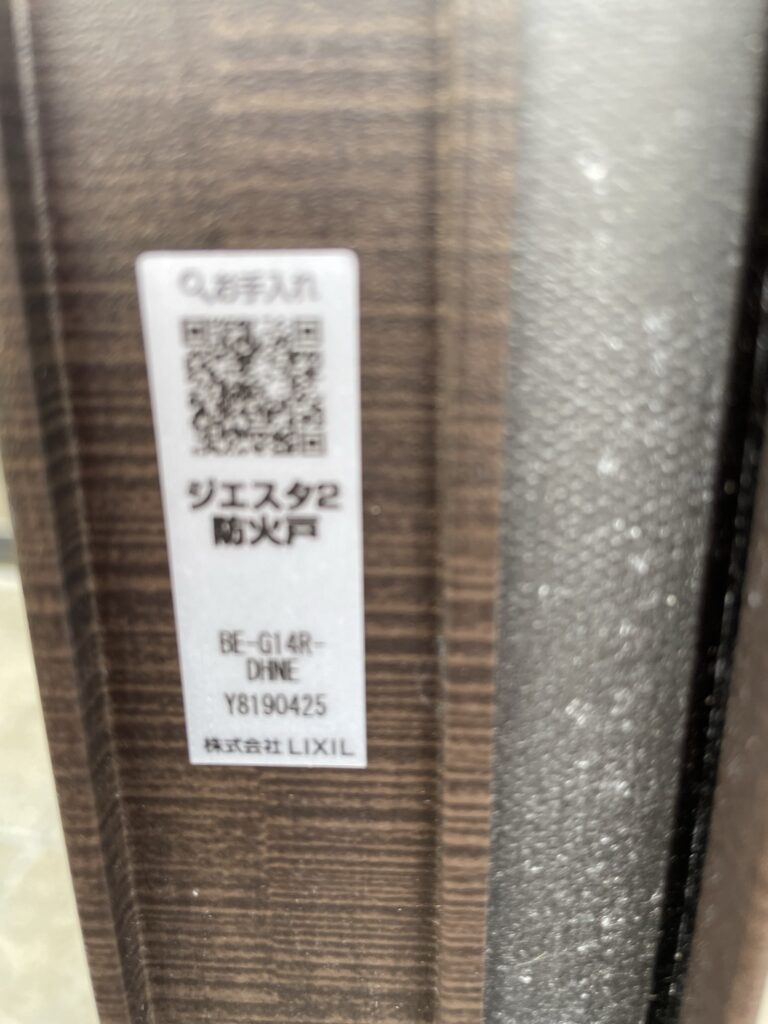 お手入れ
ジエスタ2
防火戸
BE-G14R-
DHNE
Y8190425
株式会社 LIXIL